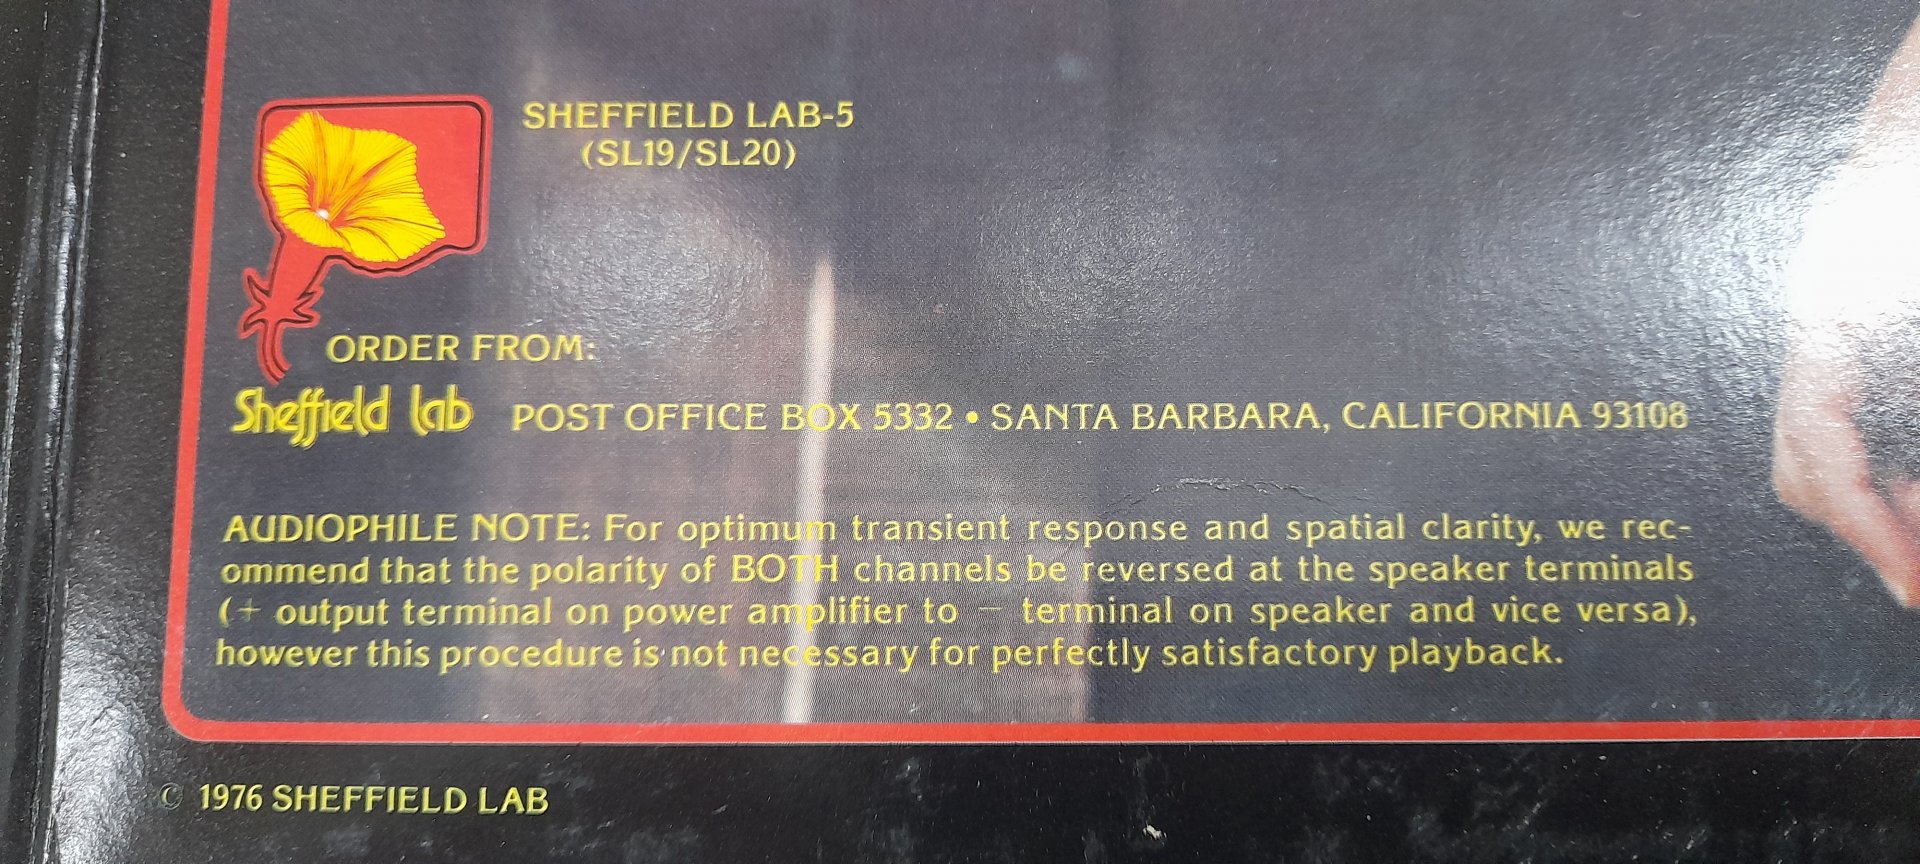 SHEFFIELD LAB-5
(SL19/SL20)
ORDER FROM:
Sheffield lab POST OFFICE BOX 5332 • SANTA BARBARA, CALIFORNIA 93108
AUDIOPHILE NOTE: For optimum transient response and spatial clarity, we rec-
ommend that the polarity of BOTH channels be reversed at the speaker terminals
(+ output terminal on power amplifier to − terminal on speaker and vice versa),
however this procedure is not necessary for perfectly satisfactory playback.
© 1976 SHEFFIELD LAB